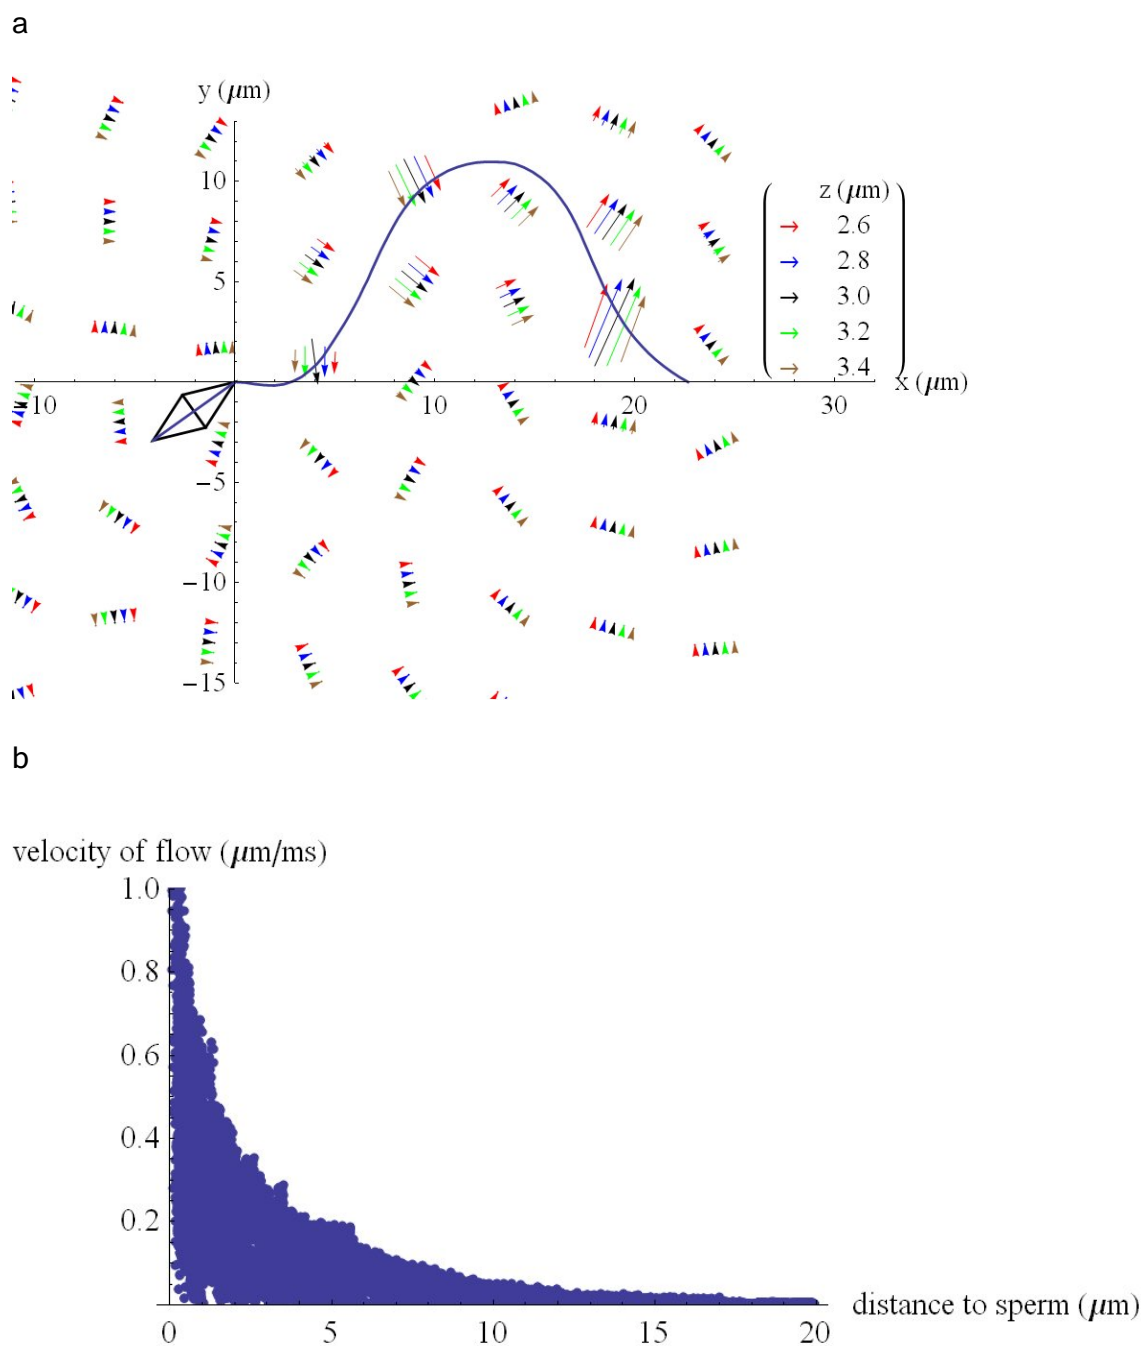 a
y (μm)
10
5
z (μm)
→ 2.6
→ 2.8
→ 3.0
→ 3.2
→ 3.4
x (μm)
10 10 20 30
−5
−10
−15
b
velocity of flow (μm/ms)
1.0
0.8
0.6
0.4
0.2
distance to sperm (μm)
0 5 10 15 20